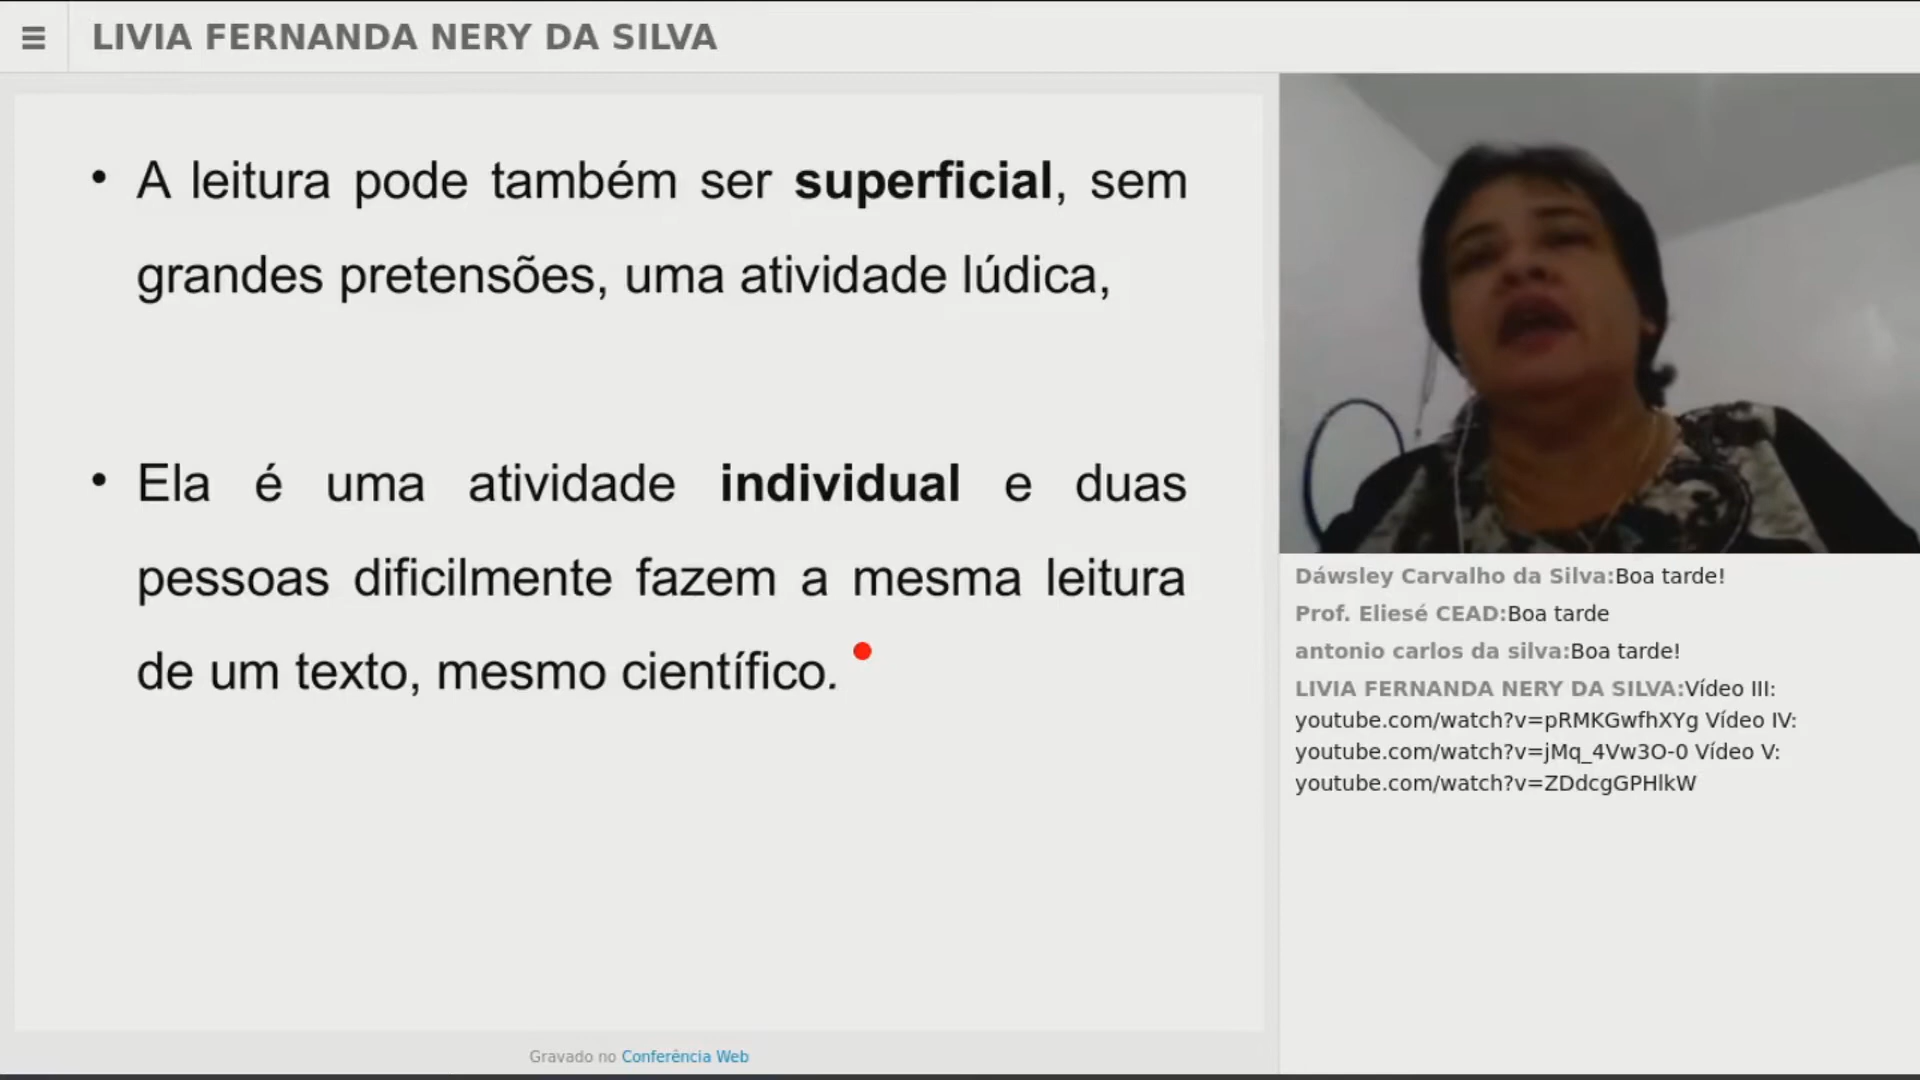 LIVIA FERNANDA NERY DA SILVA
• A leitura pode também ser superficial, sem
grandes pretensões, uma atividade lúdica,
• Ela é uma atividade individual e duas
pessoas dificilmente fazem a mesma leitura
de um texto, mesmo científico.
Dáwsley Carvalho da Silva:Boa tarde!
Prof. Eliesé CEAD:Boa tarde
antonio carlos da silva:Boa tarde!
LIVIA FERNANDA NERY DA SILVA:Vídeo III:
youtube.com/watch?v=pRMKGwfhXYg Vídeo IV:
youtube.com/watch?v=jMq_4Vw3O-0 Vídeo V:
youtube.com/watch?v=ZDdcgGPHlkW
Gravado no Conferência Web